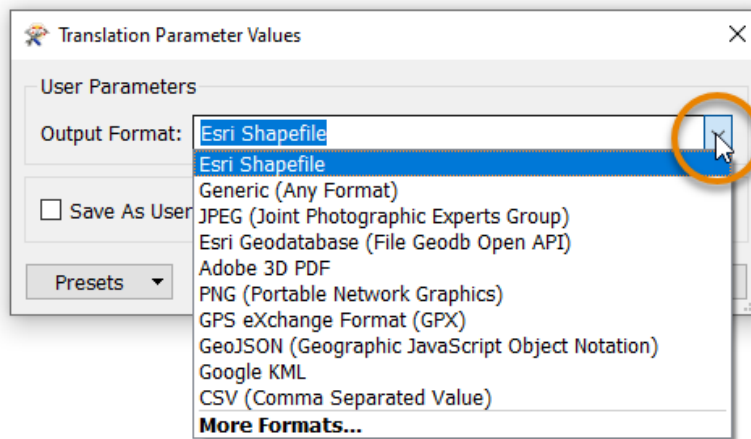 Translation Parameter Values
User Parameters
Output Format: Esri Shapefile
Esri Shapefile
Generic (Any Format)
Save As User
JPEG (Joint Photographic Experts Group)
Esri Geodatabase (File Geodb Open API)
Adobe 3D PDF
Presets
PNG (Portable Network Graphics)
GPS eXchange Format (GPX)
GeoJSON (Geographic JavaScript Object Notation)
Google KML
CSV (Comma Separated Value)
More Formats...